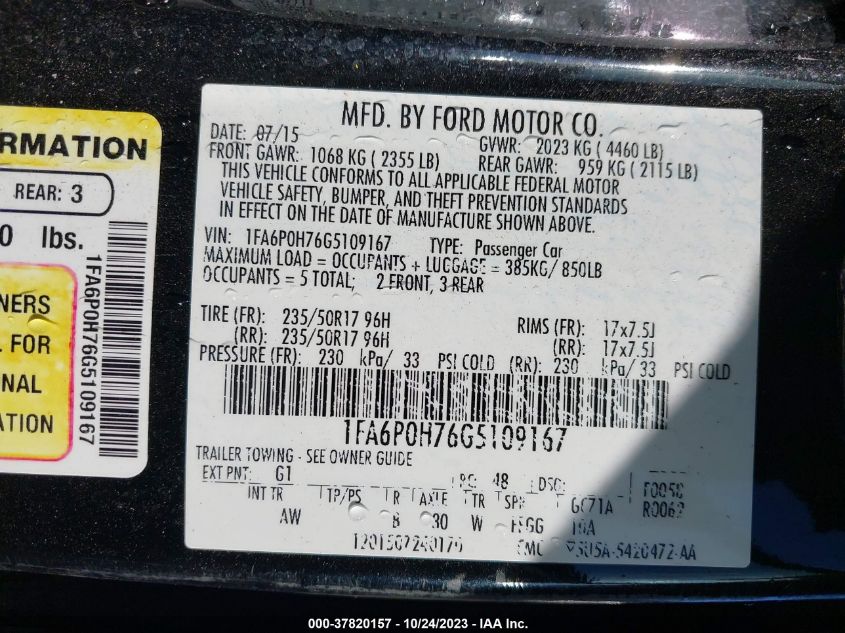 RMATION
REAR: 3
0 lbs.
1FA6P0H76G5109167
NERS
FOR
NAL
ATION
MFD. BY FORD MOTOR CO.
DATE: 07/15
GVWR: 2023 KG ( 4460 LB)
FRONT GAWR: 1068 KG ( 2355 LB)
REAR GAWR: 959 KG ( 2115 LB)
THIS VEHICLE CONFORMS TO ALL APPLICABLE FEDERAL MOTOR
VEHICLE SAFETY, BUMPER, AND THEFT PREVENTION STANDARDS
IN EFFECT ON THE DATE OF MANUFACTURE SHOWN ABOVE.
VIN: 1FA6P0H76G5109167 TYPE: Passenger Car
MAXIMUM LOAD = OCCUPANTS + LUGGAGE = 385KG/ 850LB
OCCUPANTS = 5 TOTAL; 2 FRONT, 3 REAR
TIRE (FR): 235/50R17 96H RIMS (FR): 17x7.5J
(RR): 235/50R17 96H (RR): 17x7.5J
PRESSURE (FR): 230 kPa/ 33 PSI COLD (RR): 230 kPa/ 33 PSI COLD
1FA6P0H76G5109167
TRAILER TOWING - SEE OWNER GUIDE
EXT PNT: G1 RC: 48 DSO:
INT TR TP/PS R AXLE TR SPR
AW B 30 W
000-37820157 - 10/24/2023 - IAA Inc.